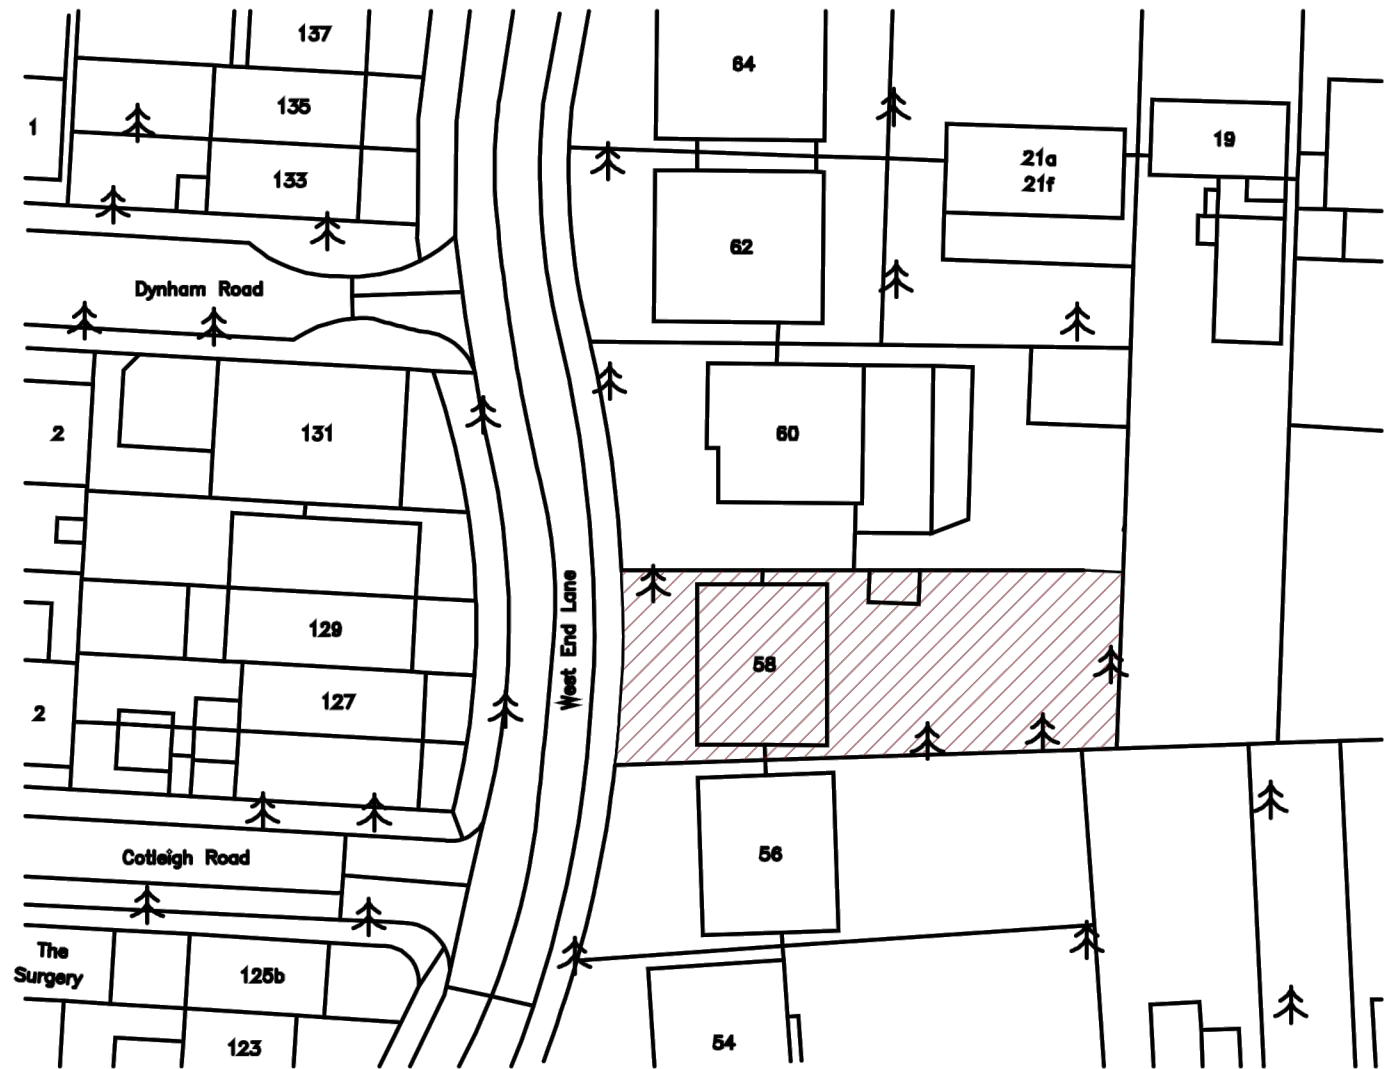 137
64
135
19
1
21a
21f
133
62
Dynham Road
2
131
60
West End Lane
129
58
2
127
Cotleigh Road
56
The
Surgery
125b
54
123